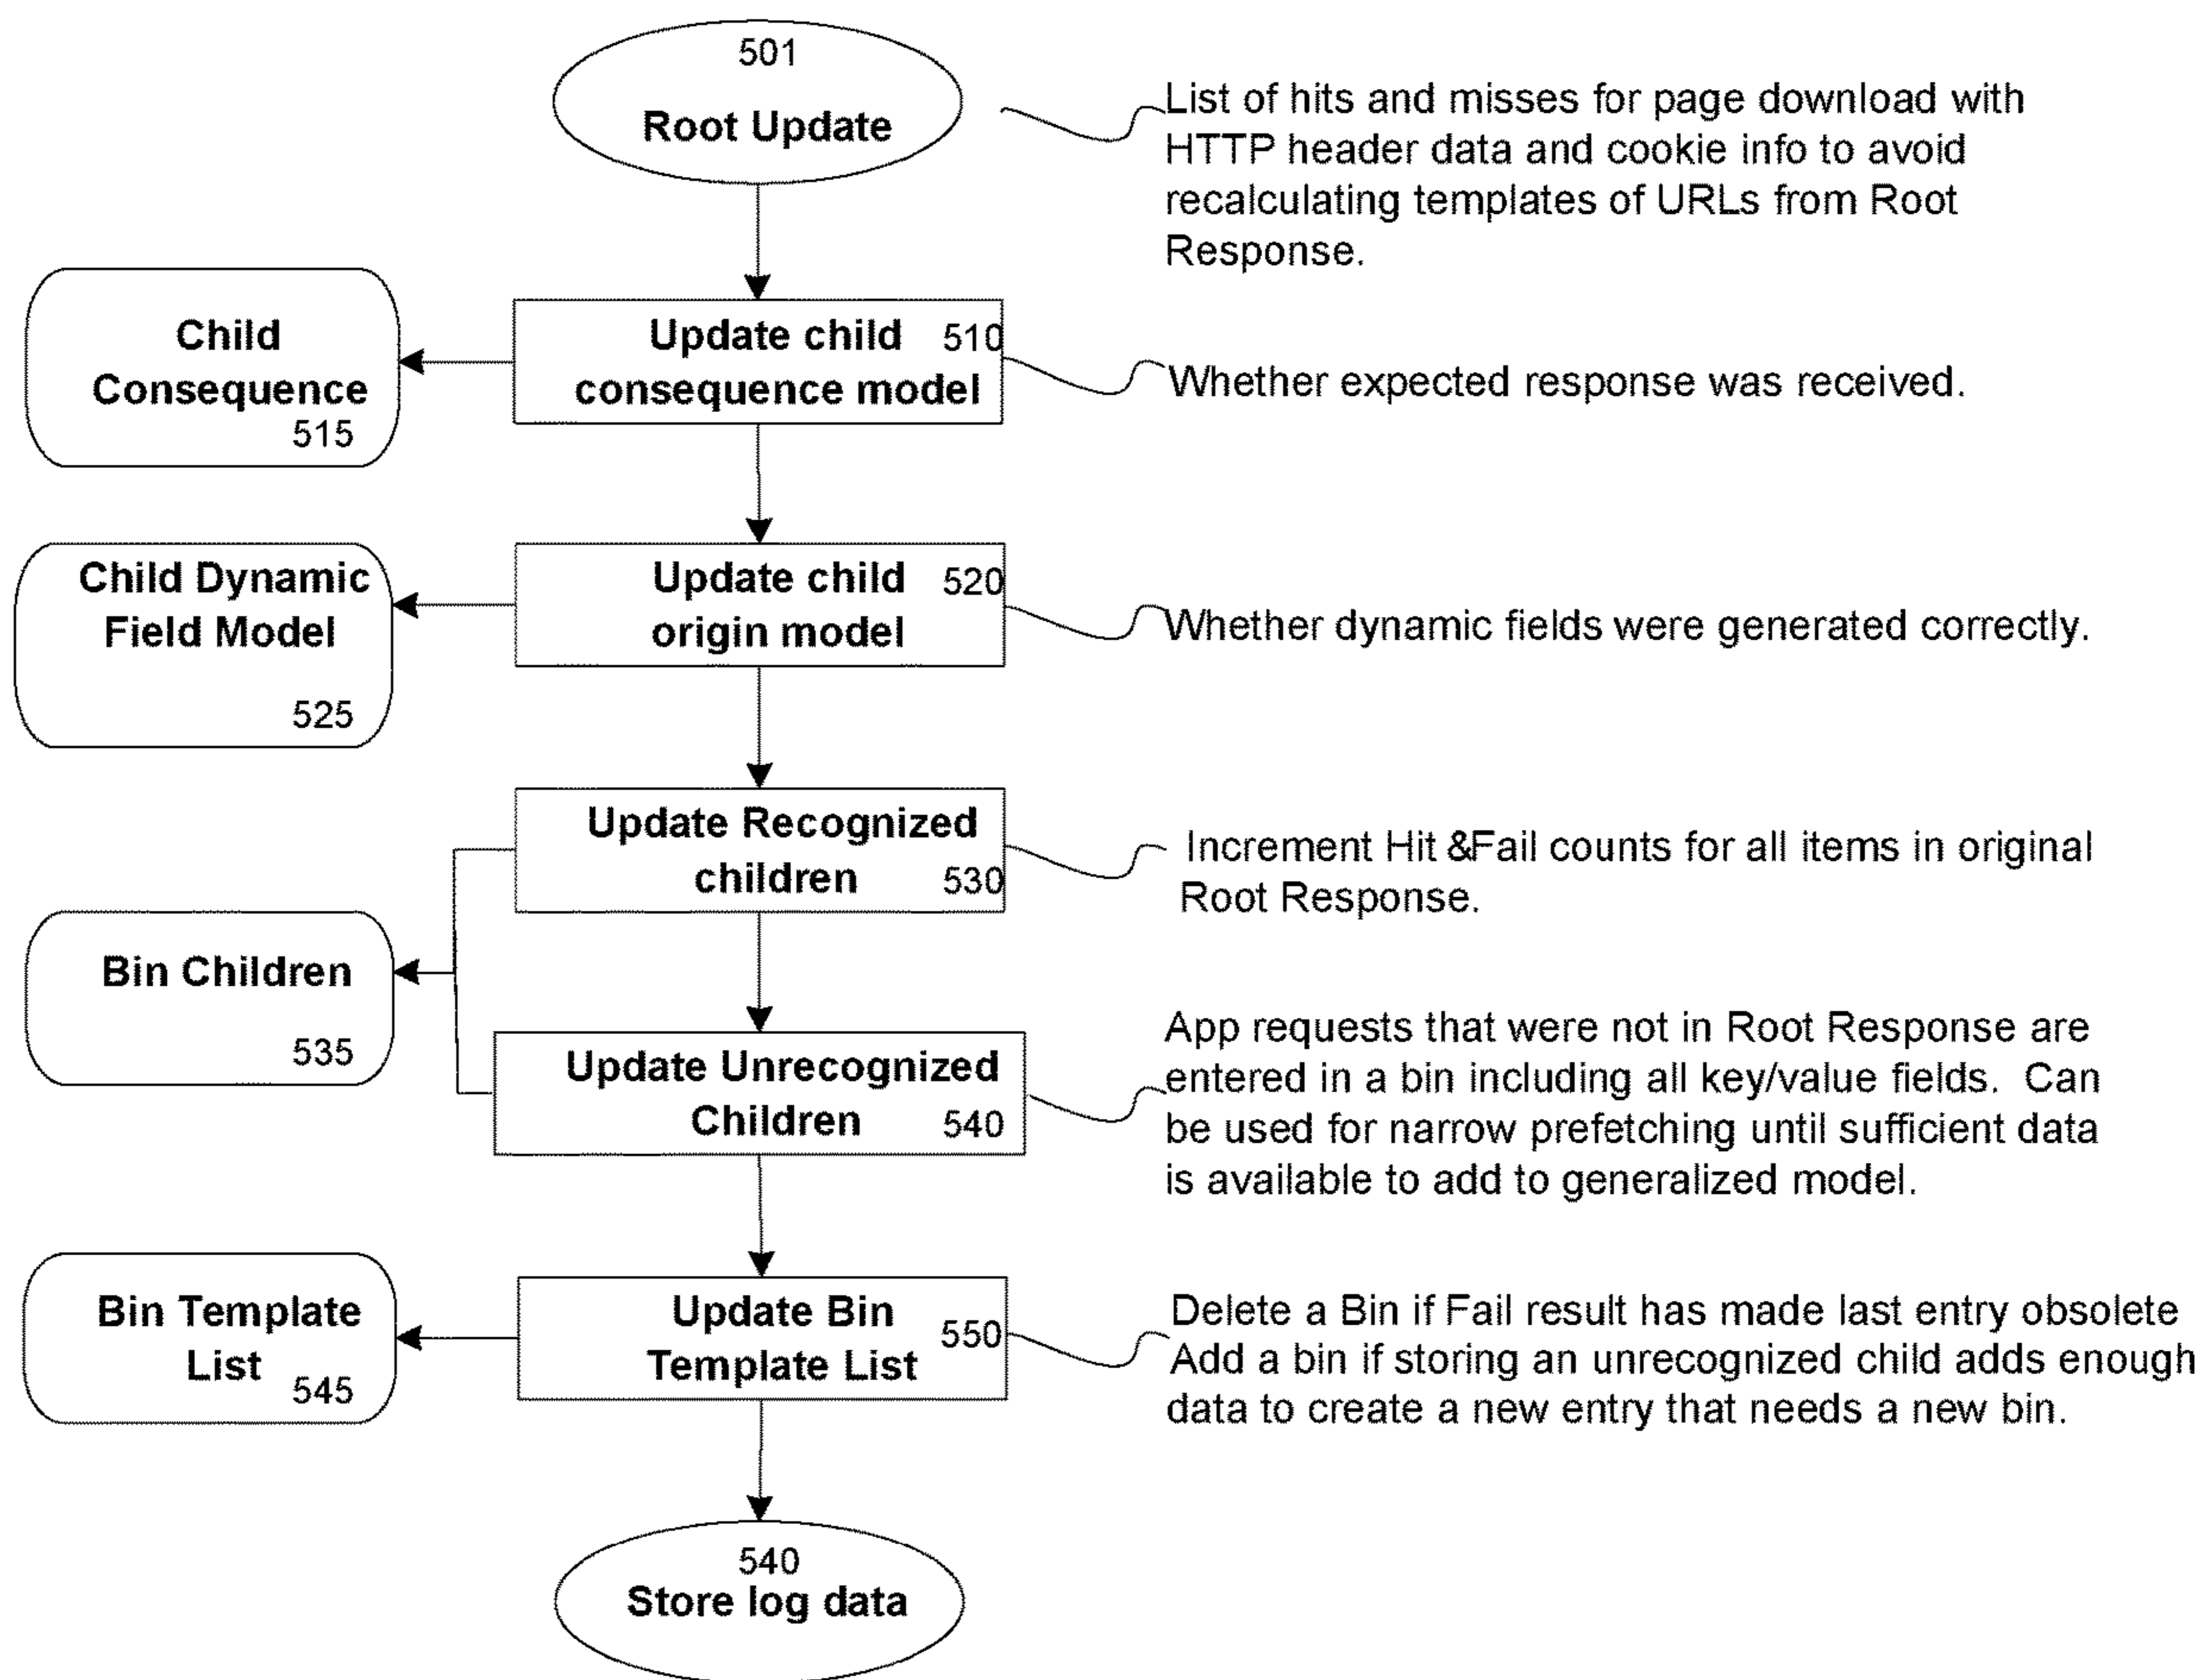 501
Root Update
List of hits and misses for page download with
HTTP header data and cookie info to avoid
recalculating templates of URLs from Root
Response.
Child
Consequence
515
Update child
consequence model
510
Whether expected response was received.
Child Dynamic
Field Model
525
Update child
origin model
520
Whether dynamic fields were generated correctly.
Update Recognized
children
530
Increment Hit &Fail counts for all items in original
Root Response.
Bin Children
535
Update Unrecognized
Children
540
App requests that were not in Root Response are
entered in a bin including all key/value fields. Can
be used for narrow prefetching until sufficient data
is available to add to generalized model.
Bin Template
List
545
Update Bin
Template List
550
Delete a Bin if Fail result has made last entry obsolete
Add a bin if storing an unrecognized child adds enough
data to create a new entry that needs a new bin.
540
Store log data